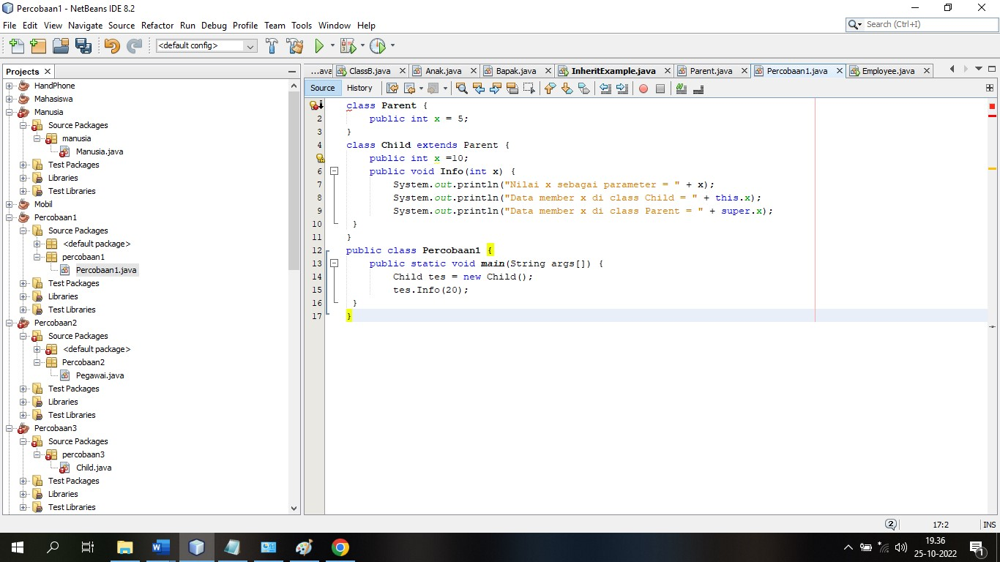 Percobaan1 - NetBeans IDE 8.2
File Edit View Navigate Source Refactor Run Debug Profile Team Tools Window Help
Search (Ctrl+I)
<default config>
Projects
HandPhone
Mahasiswa
Manusia
Source Packages
manusia
Manusia.java
Test Packages
Libraries
Test Libraries
Mobil
Percobaan1
Source Packages
<default package>
percobaan1
Percobaan1.java
Test Packages
Libraries
Test Libraries
Percobaan2
Source Packages
<default package>
Percobaan2
Pegawai.java
Test Packages
Libraries
Test Libraries
Percobaan3
Source Packages
percobaan3
Child.java
Test Packages
Libraries
Test Libraries
...ava ClassB.java Anak.java Bapak.java InheritExample.java Parent.java Percobaan1.java Employee.java
Source History
class Parent {
2 public int x = 5;
3 }
4 class Child extends Parent {
public int x =10;
6 public void Info(int x) {
7 System.out.println("Nilai x sebagai parameter = " + x);
8 System.out.println("Data member x di class Child = " + this.x);
9 System.out.println("Data member x di class Parent = " + super.x);
10 }
11 }
12 public class Percobaan1 {
13 public static void main(String args[]) {
14 Child tes = new Child();
15 tes.Info(20);
16 }
17 }
2 17:2 INS
19.36
25-10-2022
1